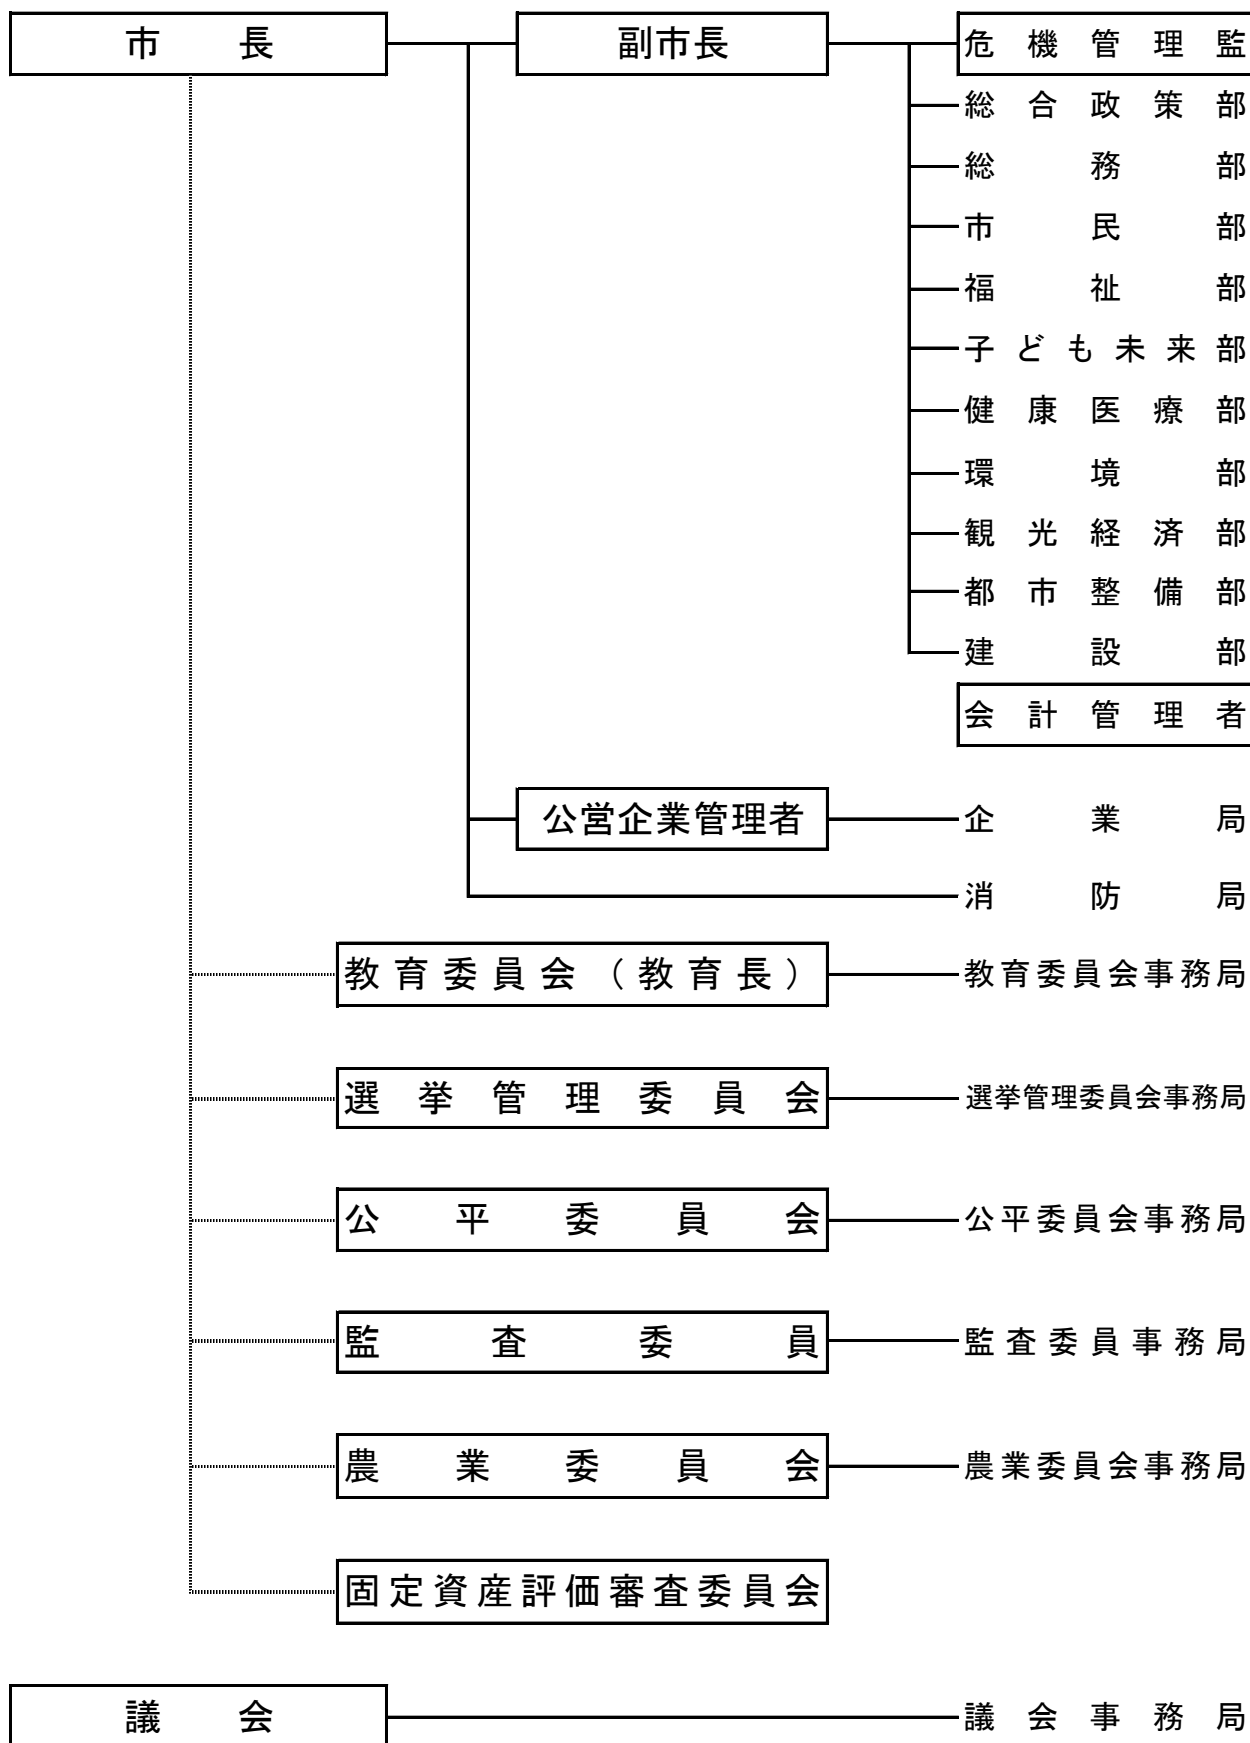 市長
副市長
危機管理監
総合政策部
総務部
市民部
福祉部
子ども未来部
健康医療部
環境部
観光経済部
都市整備部
建設部
会計管理者
公営企業管理者
企業局
消防局
教育委員会（教育長）
教育委員会事務局
選挙管理委員会
選挙管理委員会事務局
公平委員会
公平委員会事務局
監査委員
監査委員事務局
農業委員会
農業委員会事務局
固定資産評価審査委員会
議会
議会事務局